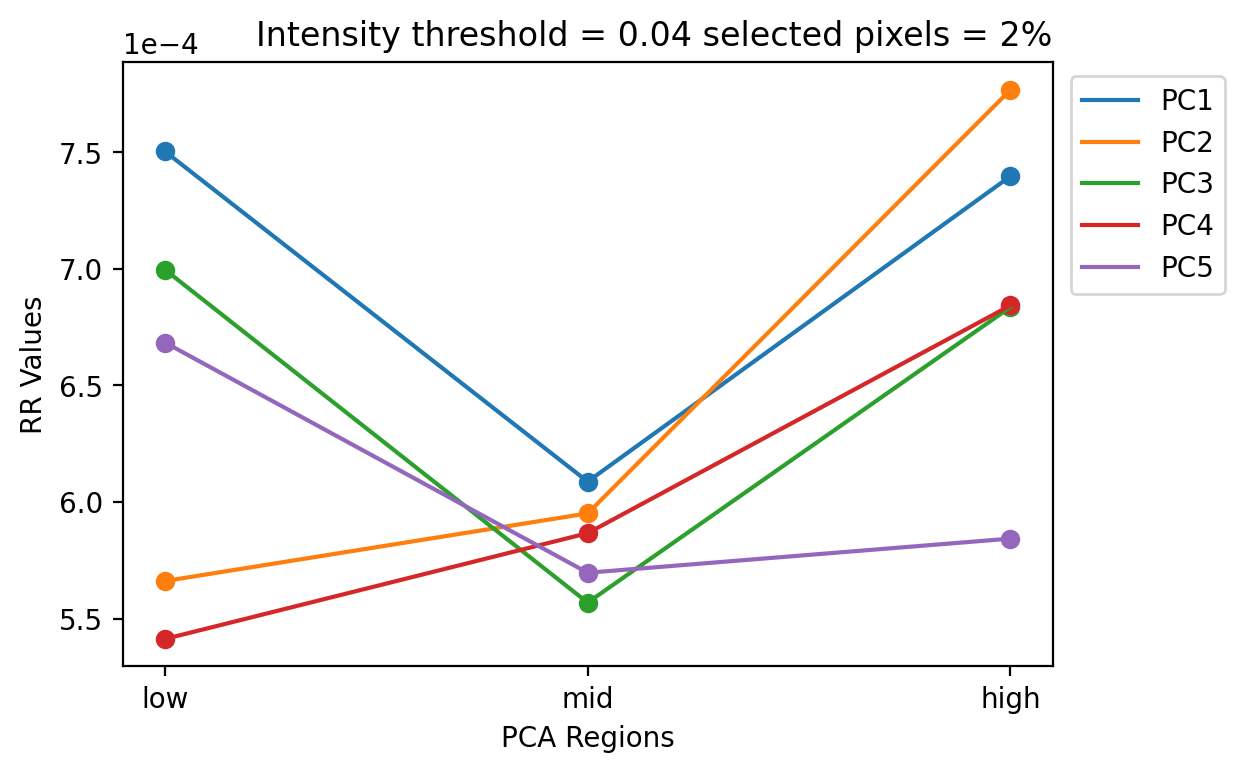 1e−4
Intensity threshold = 0.04 selected pixels = 2%
7.5
7.0
6.5
6.0
5.5
RR Values
low
mid
high
PCA Regions
PC1
PC2
PC3
PC4
PC5